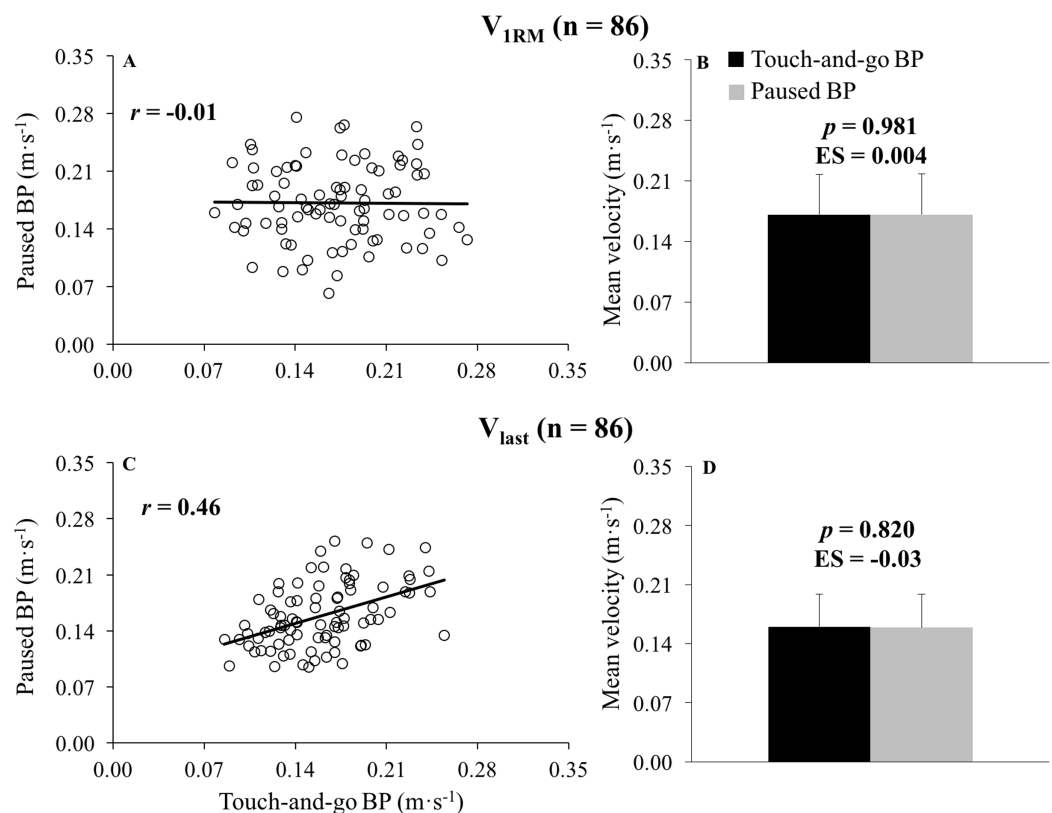 V1RM (n = 86)
A
r = -0.01
Paused BP (m·s-1)
0.35
0.28
0.21
0.14
0.07
0.00
0.00 0.07 0.14 0.21 0.28 0.35
B
Touch-and-go BP
Paused BP
p = 0.981
ES = 0.004
Mean velocity (m·s-1)
0.35
0.28
0.21
0.14
0.07
0.00
Vlast (n = 86)
C
r = 0.46
Paused BP (m·s-1)
0.35
0.28
0.21
0.14
0.07
0.00
0.00 0.07 0.14 0.21 0.28 0.35
Touch-and-go BP (m·s-1)
D
p = 0.820
ES = -0.03
Mean velocity (m·s-1)
0.35
0.28
0.21
0.14
0.07
0.00